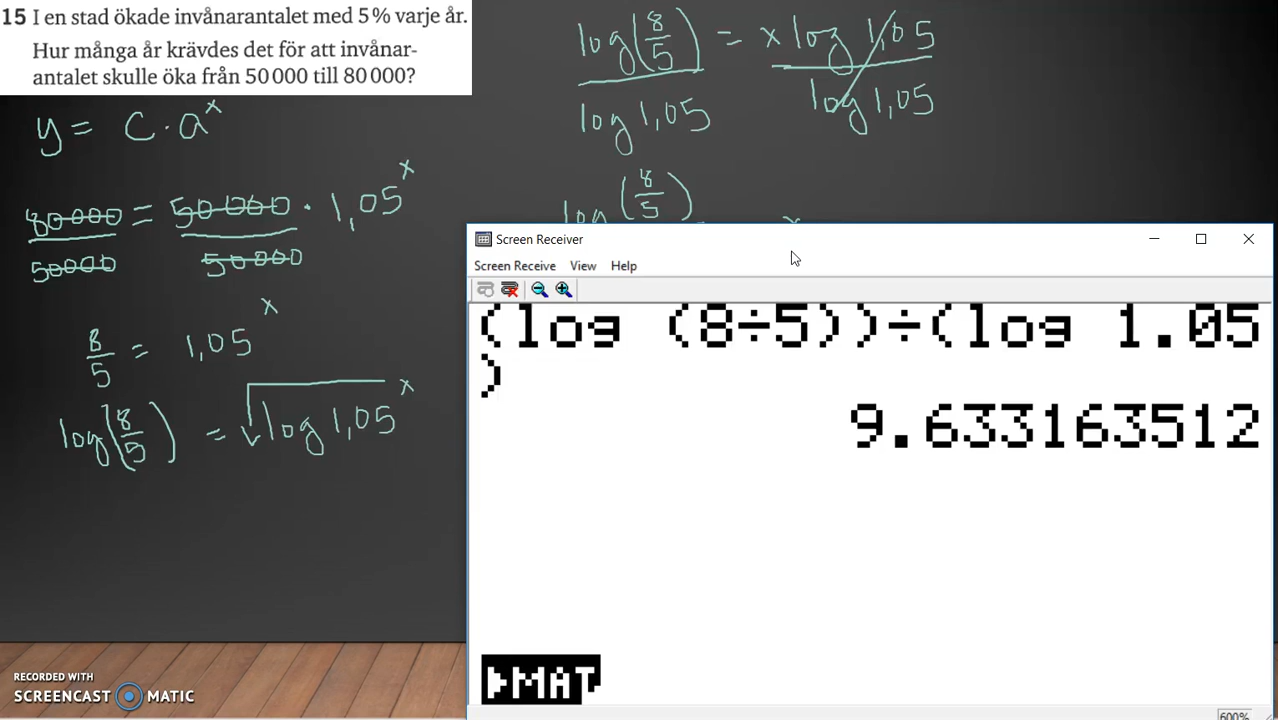 15 I en stad ökade invånarantalet med 5 % varje år.
Hur många år krävdes det för att invånar-
antalet skulle öka från 50 000 till 80 000?
y = C · a^x
80000 = 50000 · 1,05^x
50000 50000
8/5 = 1,05^x
log(8/5) = log 1,05^x
log(8/5) = x log 1,05
log 1,05 log 1,05
log(8/5) x
Screen Receiver
Screen Receive View Help
(log (8÷5))÷(log 1.05
)
9.633163512
▶MAT
600%
RECORDED WITH
SCREENCAST MATIC